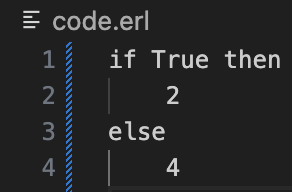 code.erl
1 if True then
2     2
3 else
4     4